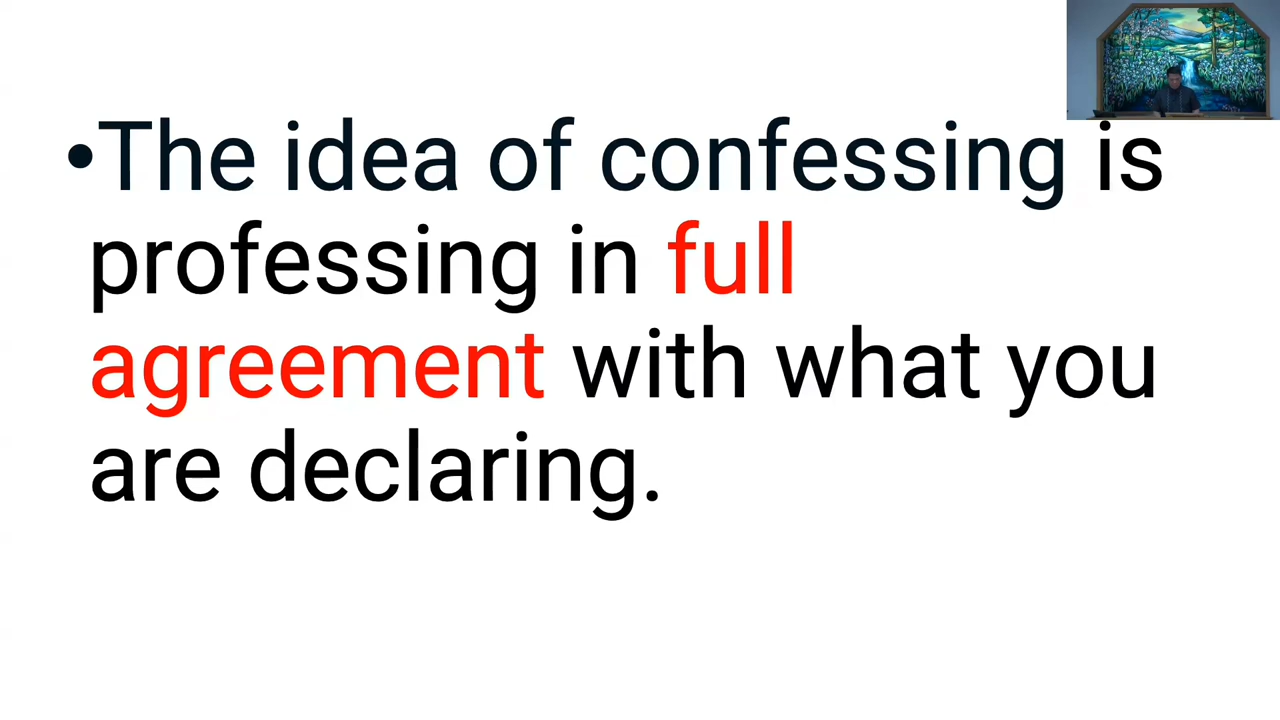 •The idea of confessing is
professing in full
agreement with what you
are declaring.